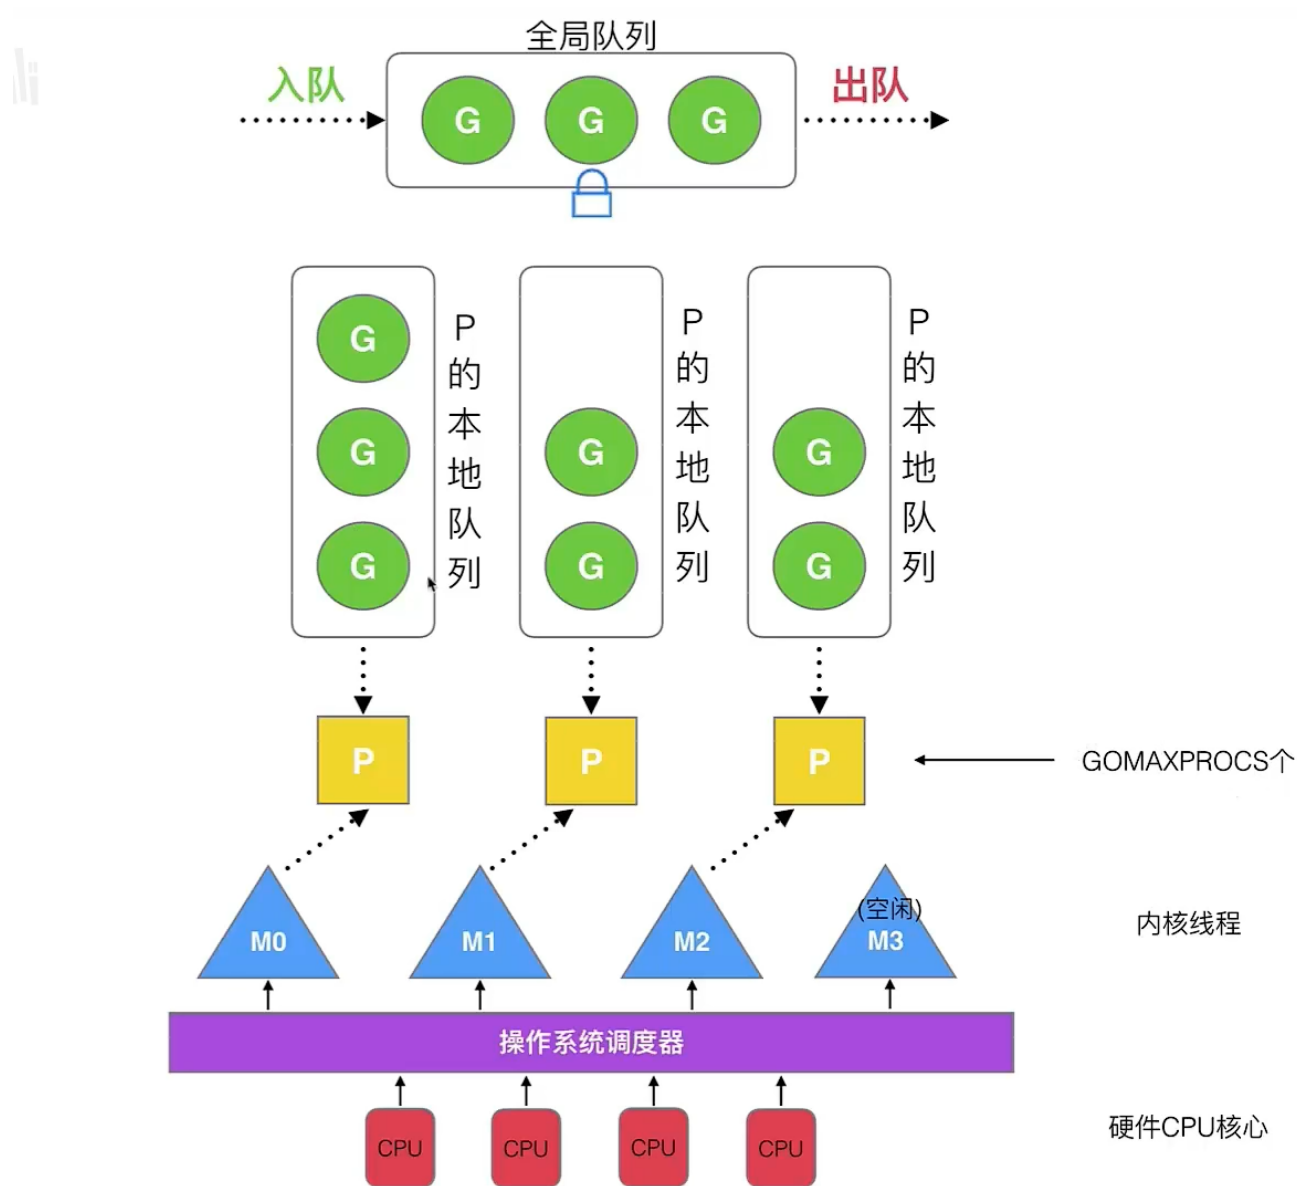 全局队列
入队
G G G
出队
G
G
G
P的本地队列
G
G
P的本地队列
G
G
P的本地队列
P P P
GOMAXPROCS个
M0 M1 M2
(空闲)
M3
内核线程
操作系统调度器
CPU CPU CPU CPU
硬件CPU核心